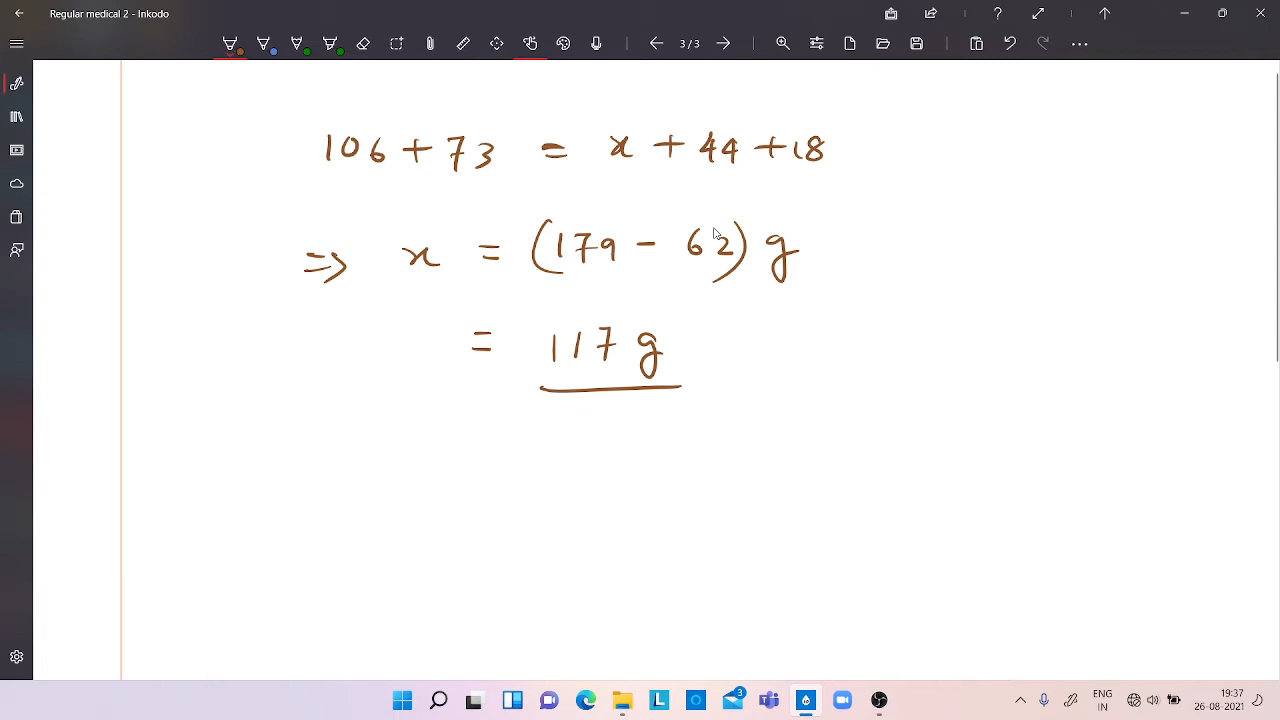 Regular medical 2 - Inkodo
3/3
106 + 73 = x + 44 + 18
⇒ x = (179 - 62) g
= 117 g
3
ENG
IN
19:37
26-08-2021